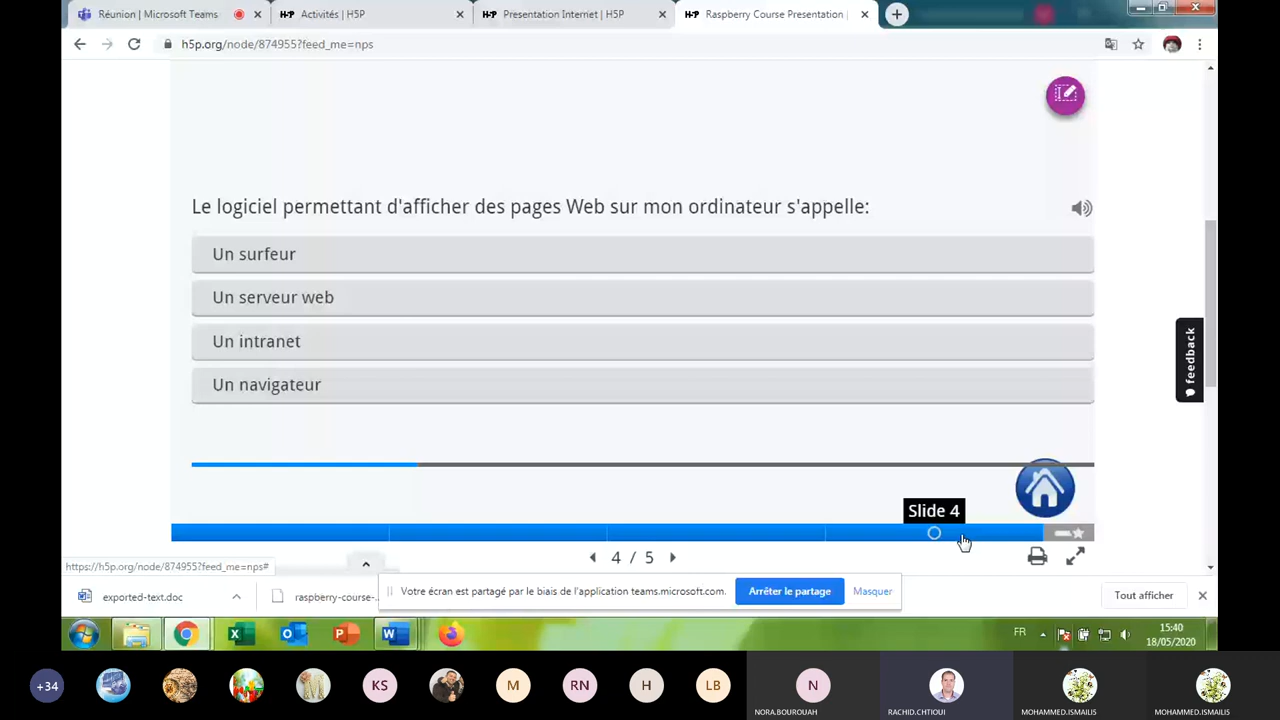 Réunion | Microsoft Teams
H-P Activités | H5P
H-P Presentation Internet | H5P
H-P Raspberry Course Presentation |
h5p.org/node/874955?feed_me=nps
Le logiciel permettant d'afficher des pages Web sur mon ordinateur s'appelle:
Un surfeur
Un serveur web
Un intranet
Un navigateur
feedback
Slide 4
4 / 5
https://h5p.org/node/874955?feed_me=nps#
exported-text.doc
raspberry-course-...
Votre écran est partagé par le biais de l'application teams.microsoft.com.
Arrêter le partage
Masquer
Tout afficher
FR
15:40
18/05/2020
+34
KS
M
RN
H
LB
N
NORA.BOUROUAH
RACHID.CHTIOUI
MOHAMMED.ISMAILIS
MOHAMMED.ISMAILIS